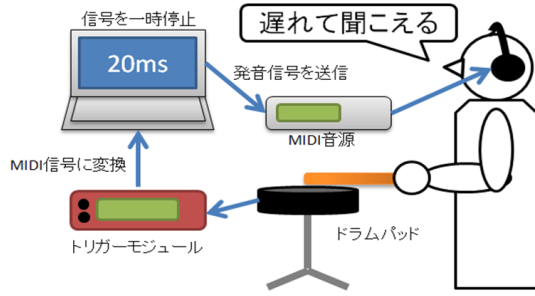 信号を一時停止
遅れて聞こえる
20ms
発音信号を送信
MIDI音源
MIDI信号に変換
トリガーモジュール
ドラムパッド